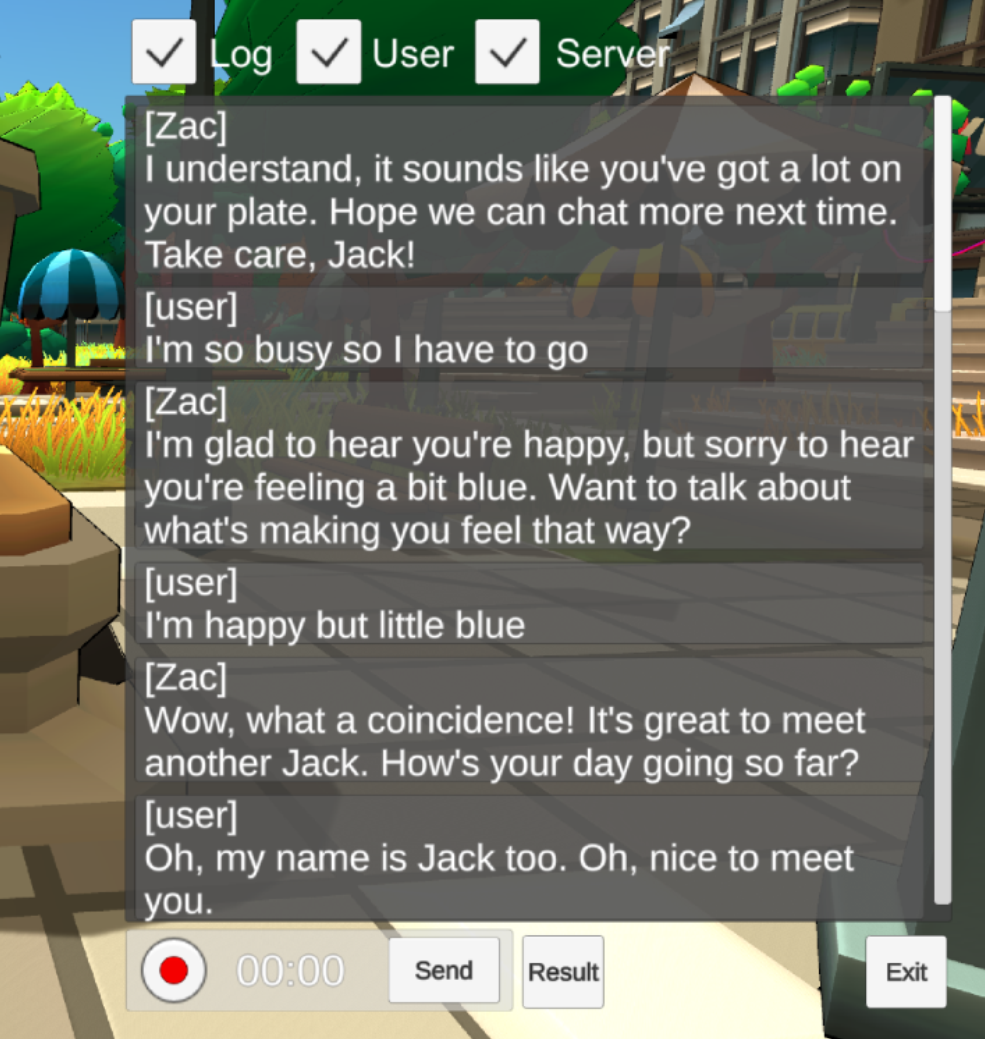 Log User Server
[Zac]
I understand, it sounds like you've got a lot on
your plate. Hope we can chat more next time.
Take care, Jack!
[user]
I'm so busy so I have to go
[Zac]
I'm glad to hear you're happy, but sorry to hear
you're feeling a bit blue. Want to talk about
what's making you feel that way?
[user]
I'm happy but little blue
[Zac]
Wow, what a coincidence! It's great to meet
another Jack. How's your day going so far?
[user]
Oh, my name is Jack too. Oh, nice to meet
you.
00:00 Send Result Exit